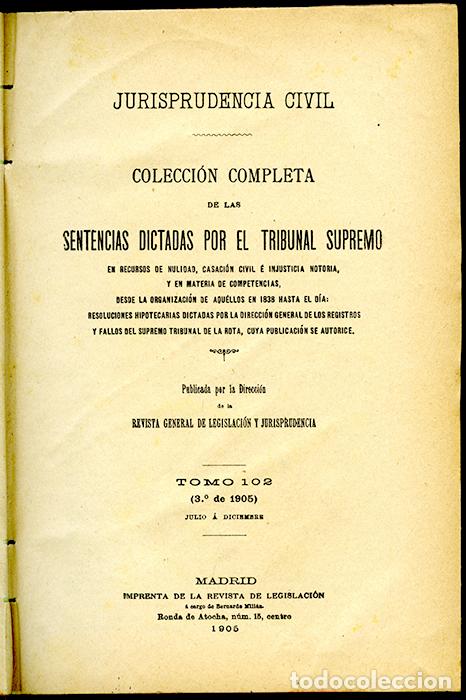 JURISPRUDENCIA CIVIL
COLECCIÓN COMPLETA
DE LAS
SENTENCIAS DICTADAS POR EL TRIBUNAL SUPREMO
EN RECURSOS DE NULIDAD, CASACIÓN CIVIL É INJUSTICIA NOTORIA,
Y EN MATERIA DE COMPETENCIAS,
DESDE LA ORGANIZACIÓN DE AQUÉLLOS EN 1838 HASTA EL DÍA:
RESOLUCIONES HIPOTECARIAS DICTADAS POR LA DIRECCIÓN GENERAL DE LOS REGISTROS
Y FALLOS DEL SUPREMO TRIBUNAL DE LA ROTA, CUYA PUBLICACIÓN SE AUTORICE.
Publicada por la Dirección
de la
REVISTA GENERAL DE LEGISLACIÓN Y JURISPRUDENCIA
TOMO 102
(3.º de 1905)
JULIO Á DICIEMBRE
MADRID
IMPRENTA DE LA REVISTA DE LEGISLACIÓN
á cargo de Bernardo Millán.
Ronda de Atocha, núm. 15, centro
1905
todocoleccion